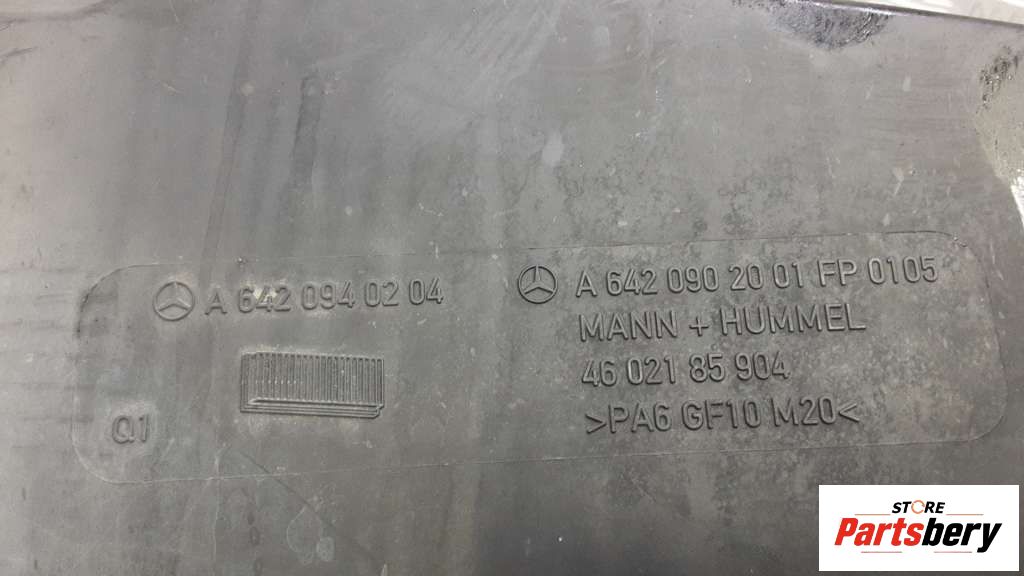 A 642 094 02 04
Q1
A 642 090 20 01 FP 0105
MANN + HUMMEL
46 021 85 904
>PA6 GF10 M20<
STORE
Partsbery